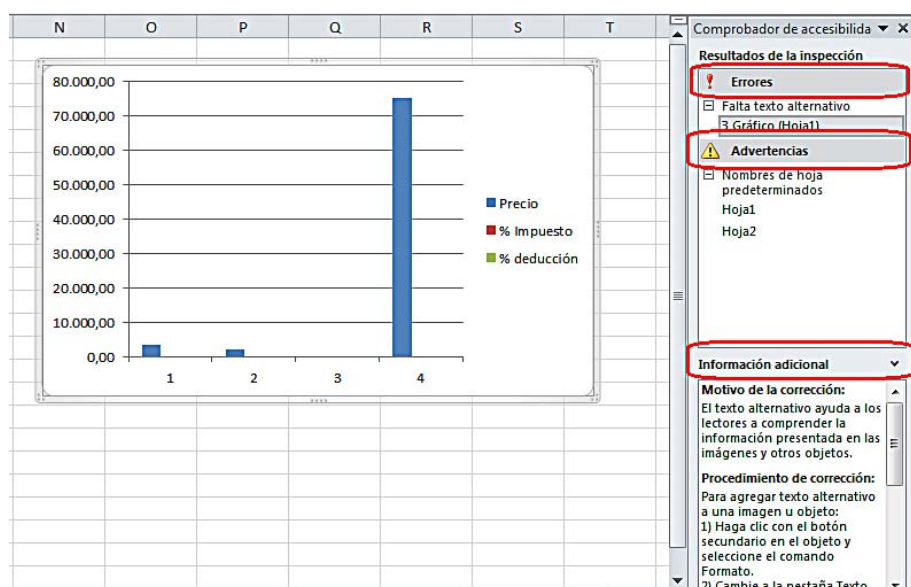 N O P Q R S T
80.000,00
70.000,00
60.000,00
50.000,00
40.000,00
30.000,00
20.000,00
10.000,00
0,00
1 2 3 4
Precio
% Impuesto
% deducción
Comprobador de accesibilida
Resultados de la inspección
Errores
Falta texto alternativo
3 Gráfico (Hoja1)
Advertencias
Nombres de hoja
predeterminados
Hoja1
Hoja2
Información adicional
Motivo de la corrección:
El texto alternativo ayuda a los
lectores a comprender la
información presentada en las
imágenes y otros objetos.
Procedimiento de corrección:
Para agregar texto alternativo
a una imagen u objeto:
1) Haga clic con el botón
secundario en el objeto y
seleccione el comando
Formato.
2) Cambie a la pestaña Texto